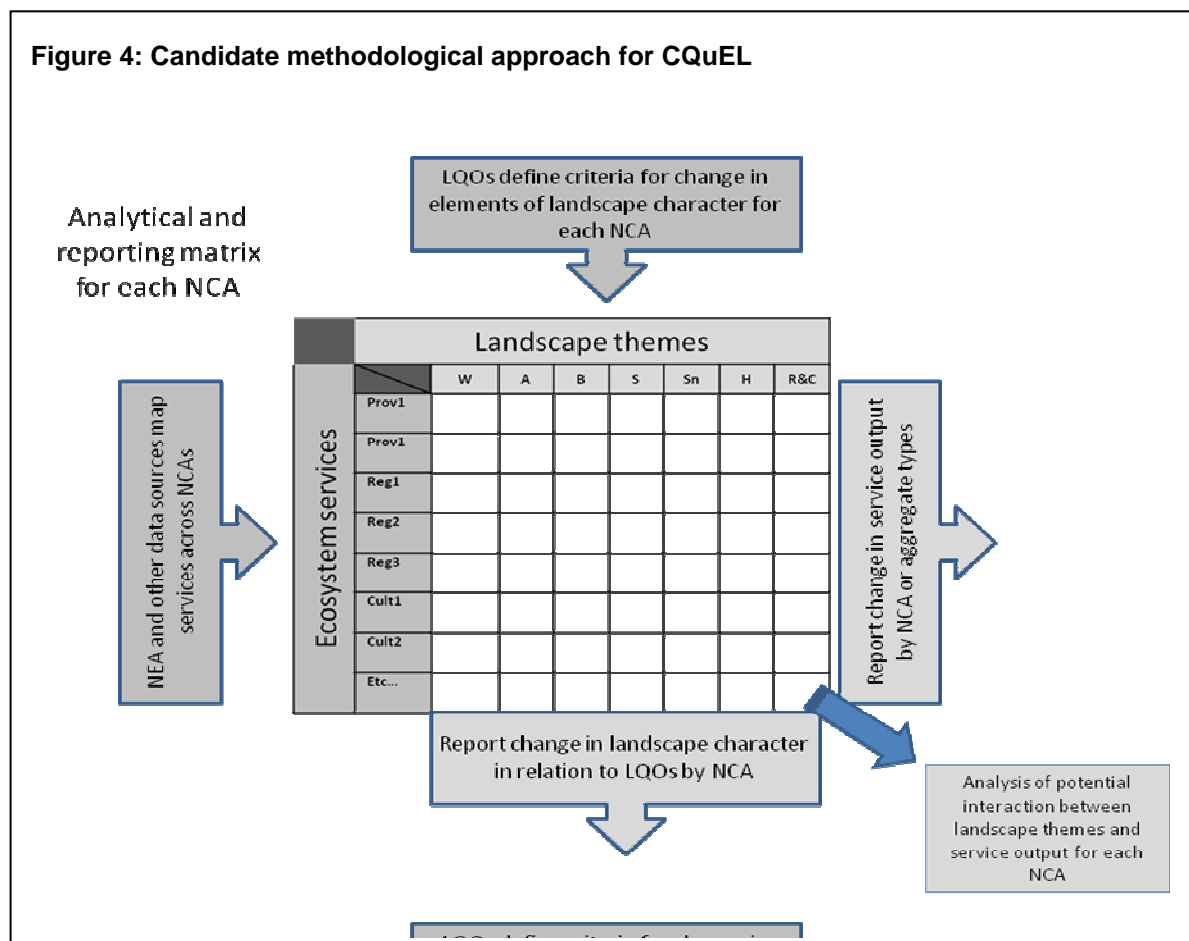 Figure 4: Candidate methodological approach for CQuEL
LQOs define criteria for change in
elements of landscape character for
each NCA
Analytical and
reporting matrix
for each NCA
Landscape themes
W A B S Sn H R&C
Ecosystem services
Prov1
Prov1
Reg1
Reg2
Reg3
Cult1
Cult2
Etc...
NEA and other data sources map
services across NCAs
Report change in service output
by NCA or aggregate types
Report change in landscape character
in relation to LQOs by NCA
Analysis of potential
interaction between
landscape themes and
service output for each
NCA